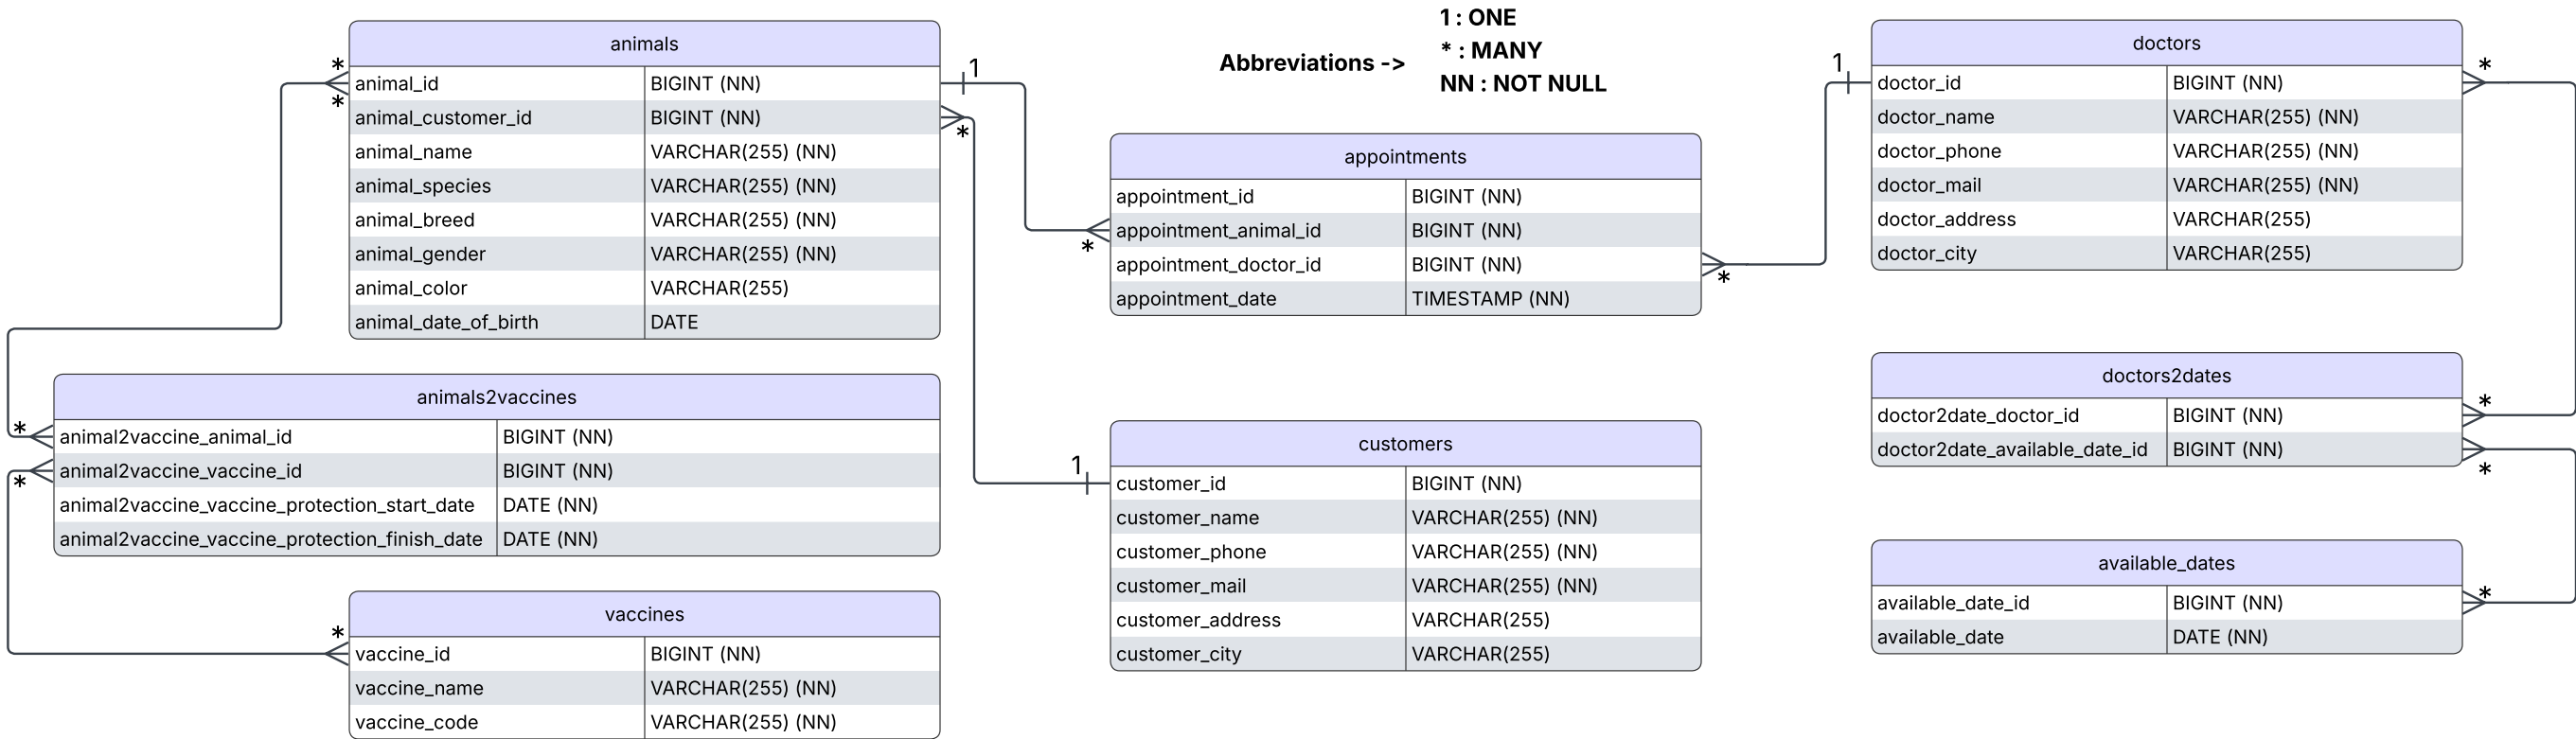 animals
animal_id BIGINT (NN)
animal_customer_id BIGINT (NN)
animal_name VARCHAR(255) (NN)
animal_species VARCHAR(255) (NN)
animal_breed VARCHAR(255) (NN)
animal_gender VARCHAR(255) (NN)
animal_color VARCHAR(255)
animal_date_of_birth DATE
*
*
1
*
animals2vaccines
animal2vaccine_animal_id BIGINT (NN)
animal2vaccine_vaccine_id BIGINT (NN)
animal2vaccine_vaccine_protection_start_date DATE (NN)
animal2vaccine_vaccine_protection_finish_date DATE (NN)
*
*
vaccines
vaccine_id BIGINT (NN)
vaccine_name VARCHAR(255) (NN)
vaccine_code VARCHAR(255) (NN)
*
Abbreviations ->
1 : ONE
* : MANY
NN : NOT NULL
appointments
appointment_id BIGINT (NN)
appointment_animal_id BIGINT (NN)
appointment_doctor_id BIGINT (NN)
appointment_date TIMESTAMP (NN)
*
*
customers
customer_id BIGINT (NN)
customer_name VARCHAR(255) (NN)
customer_phone VARCHAR(255) (NN)
customer_mail VARCHAR(255) (NN)
customer_address VARCHAR(255)
customer_city VARCHAR(255)
1
doctors
doctor_id BIGINT (NN)
doctor_name VARCHAR(255) (NN)
doctor_phone VARCHAR(255) (NN)
doctor_mail VARCHAR(255) (NN)
doctor_address VARCHAR(255)
doctor_city VARCHAR(255)
1
*
doctors2dates
doctor2date_doctor_id BIGINT (NN)
doctor2date_available_date_id BIGINT (NN)
*
*
available_dates
available_date_id BIGINT (NN)
available_date DATE (NN)
*